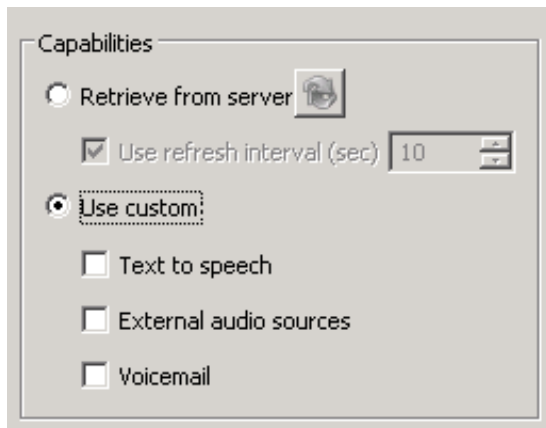 Capabilities
Retrieve from server
Use refresh interval (sec) 10
Use custom
Text to speech
External audio sources
Voicemail